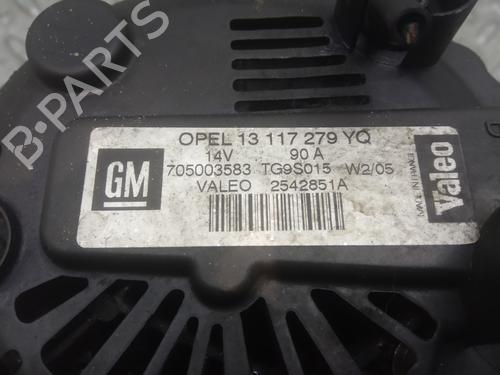 OPEL 13 117 279 YQ
14V 90 A
GM
705003583 TG9S015 W2/05
VALEO 2542851A
MADE IN FRANCE
Valeo
B-PARTS